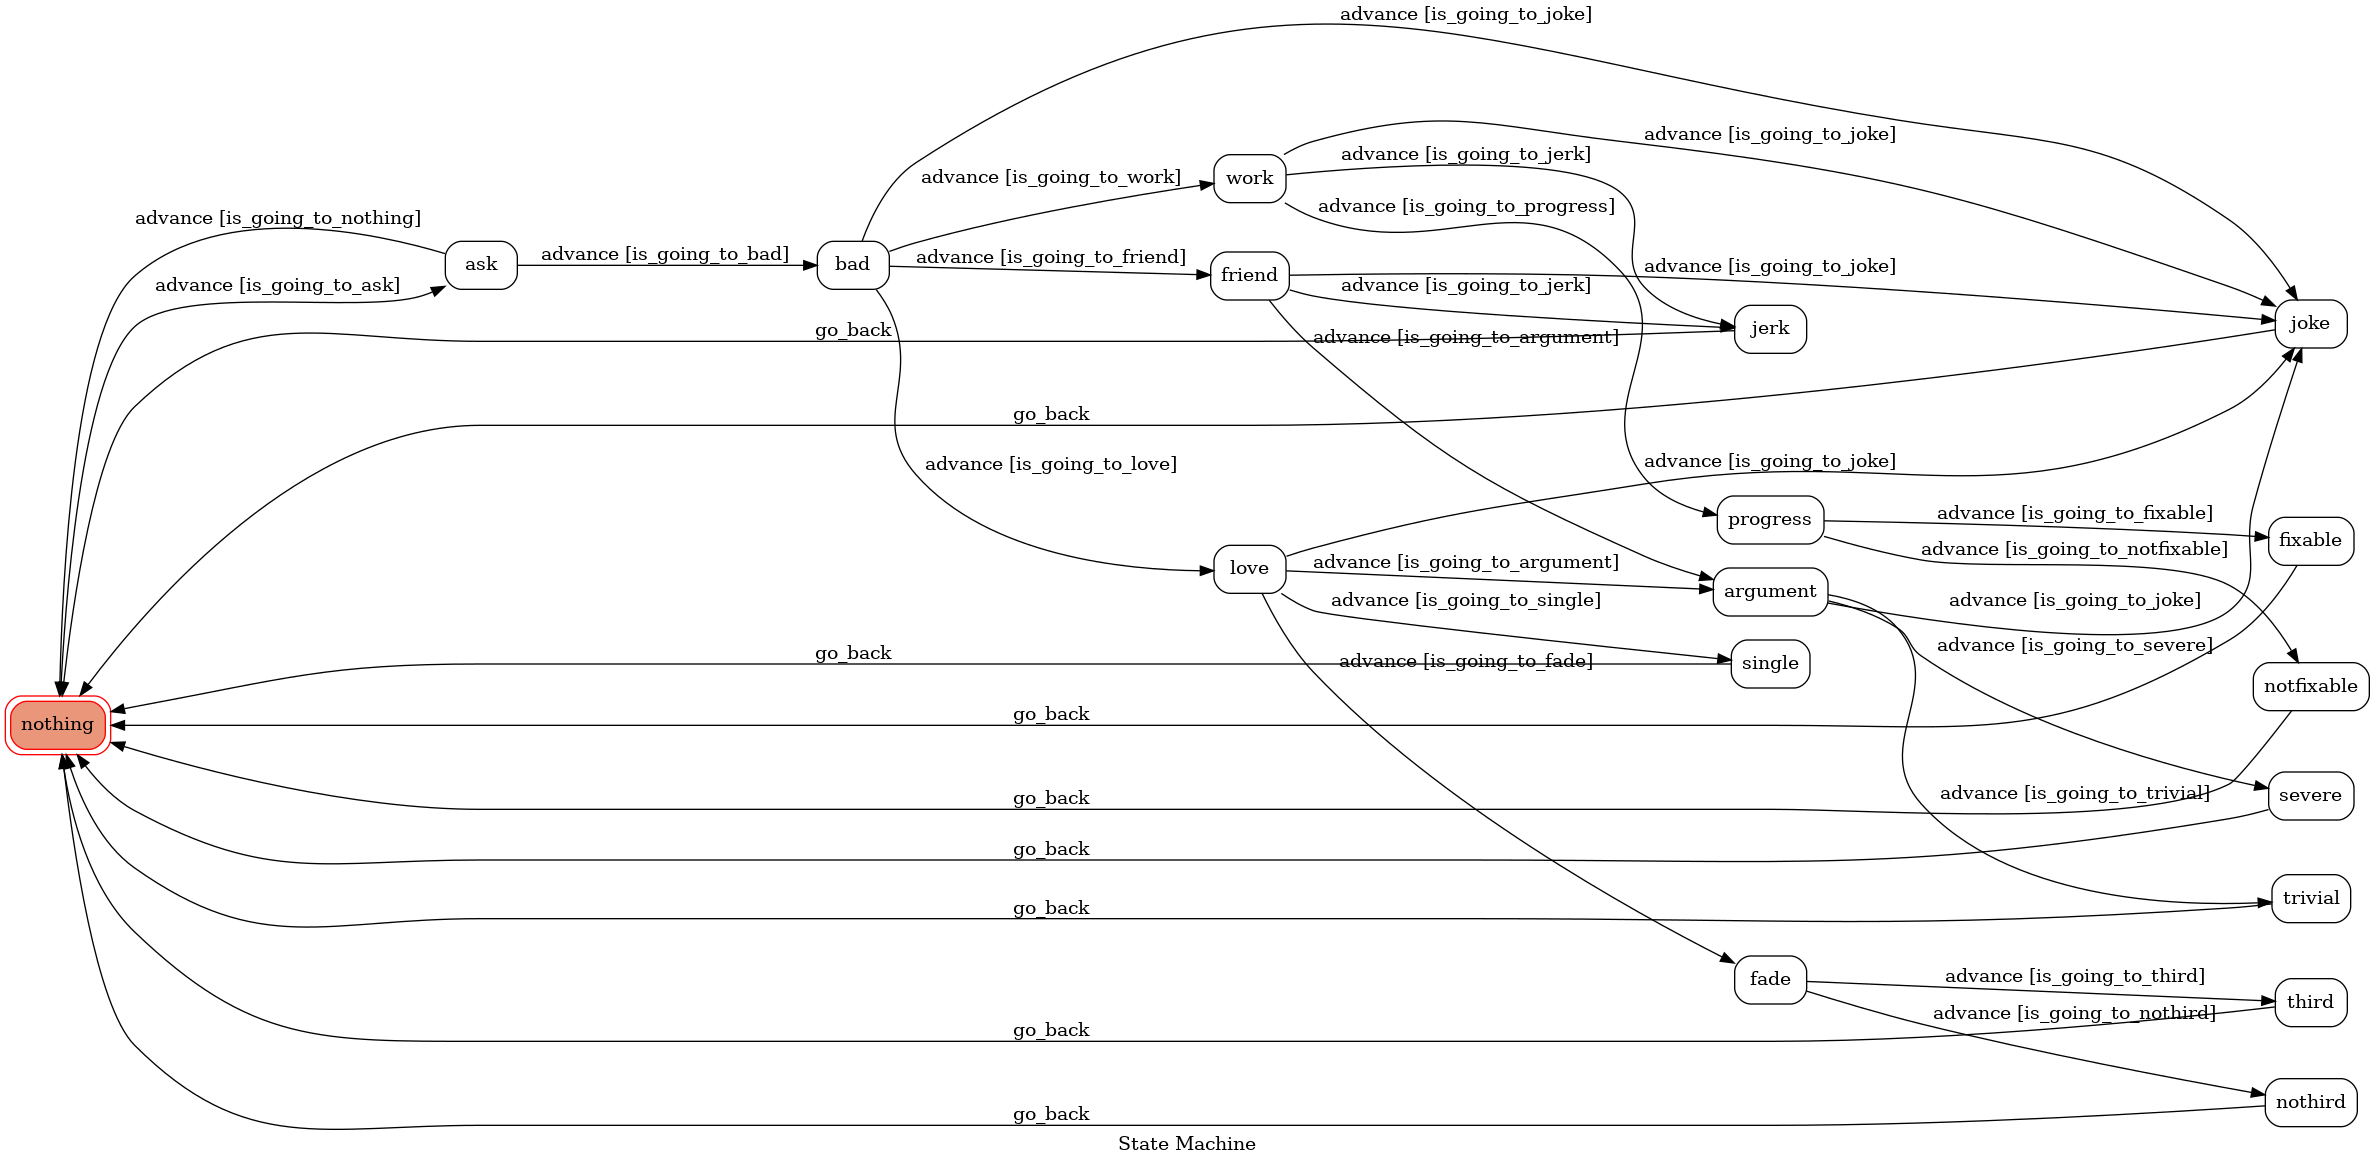 advance [is_going_to_joke]
advance [is_going_to_joke]
advance [is_going_to_jerk]
advance [is_going_to_work]
work
advance [is_going_to_progress]
advance [is_going_to_nothing]
advance [is_going_to_bad]
ask
bad
advance [is_going_to_friend]
advance [is_going_to_joke]
friend
advance [is_going_to_ask]
advance [is_going_to_jerk]
joke
go_back
jerk
advance [is_going_to_argument]
go_back
advance [is_going_to_love]
advance [is_going_to_joke]
advance [is_going_to_fixable]
progress
fixable
advance [is_going_to_notfixable]
advance [is_going_to_argument]
love
argument
advance [is_going_to_single]
advance [is_going_to_joke]
advance [is_going_to_severe]
go_back
advance [is_going_to_fade]
single
notfixable
go_back
nothing
advance [is_going_to_trivial]
go_back
severe
go_back
trivial
go_back
advance [is_going_to_third]
fade
third
advance [is_going_to_nothird]
go_back
nothird
go_back
State Machine